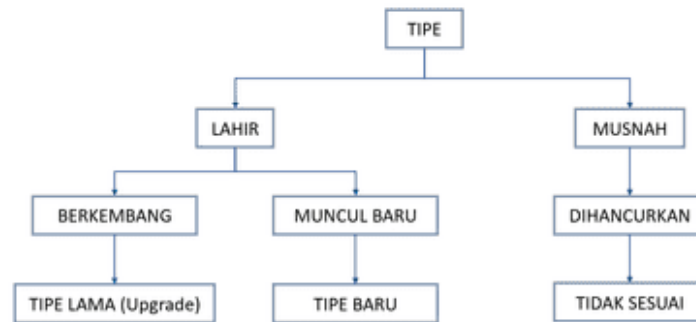 TIPE
LAHIR
MUSNAH
BERKEMBANG
MUNCUL BARU
DIHANCURKAN
TIPE LAMA (Upgrade)
TIPE BARU
TIDAK SESUAI